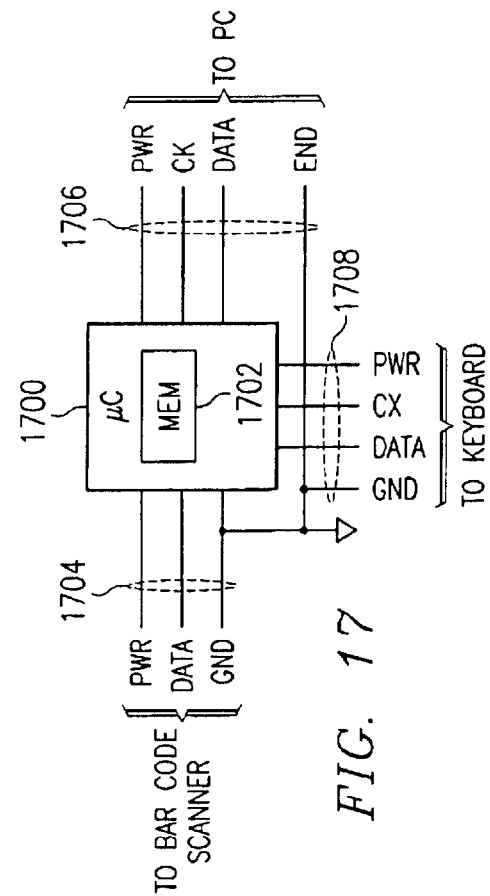 1700
μC
MEM
1702
1704
PWR
DATA
GND
TO BAR CODE
SCANNER
1706
PWR
CK
DATA
END
TO PC
1708
PWR
CX
DATA
GND
TO KEYBOARD
FIG. 17